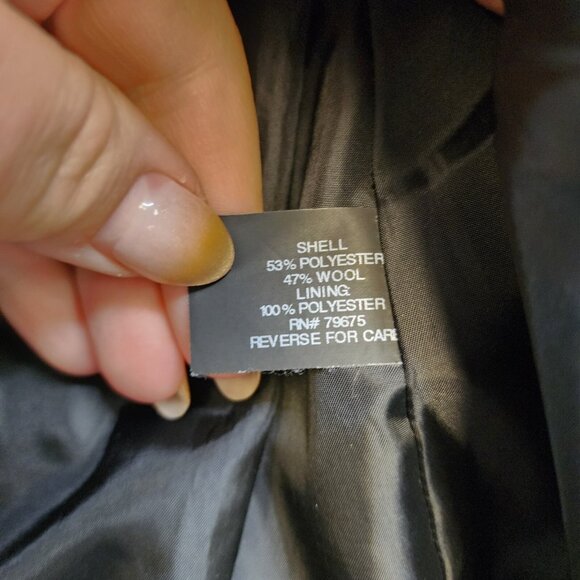 SHELL
53% POLYESTER
47% WOOL
LINING:
100% POLYESTER
RN# 79675
REVERSE FOR CARE